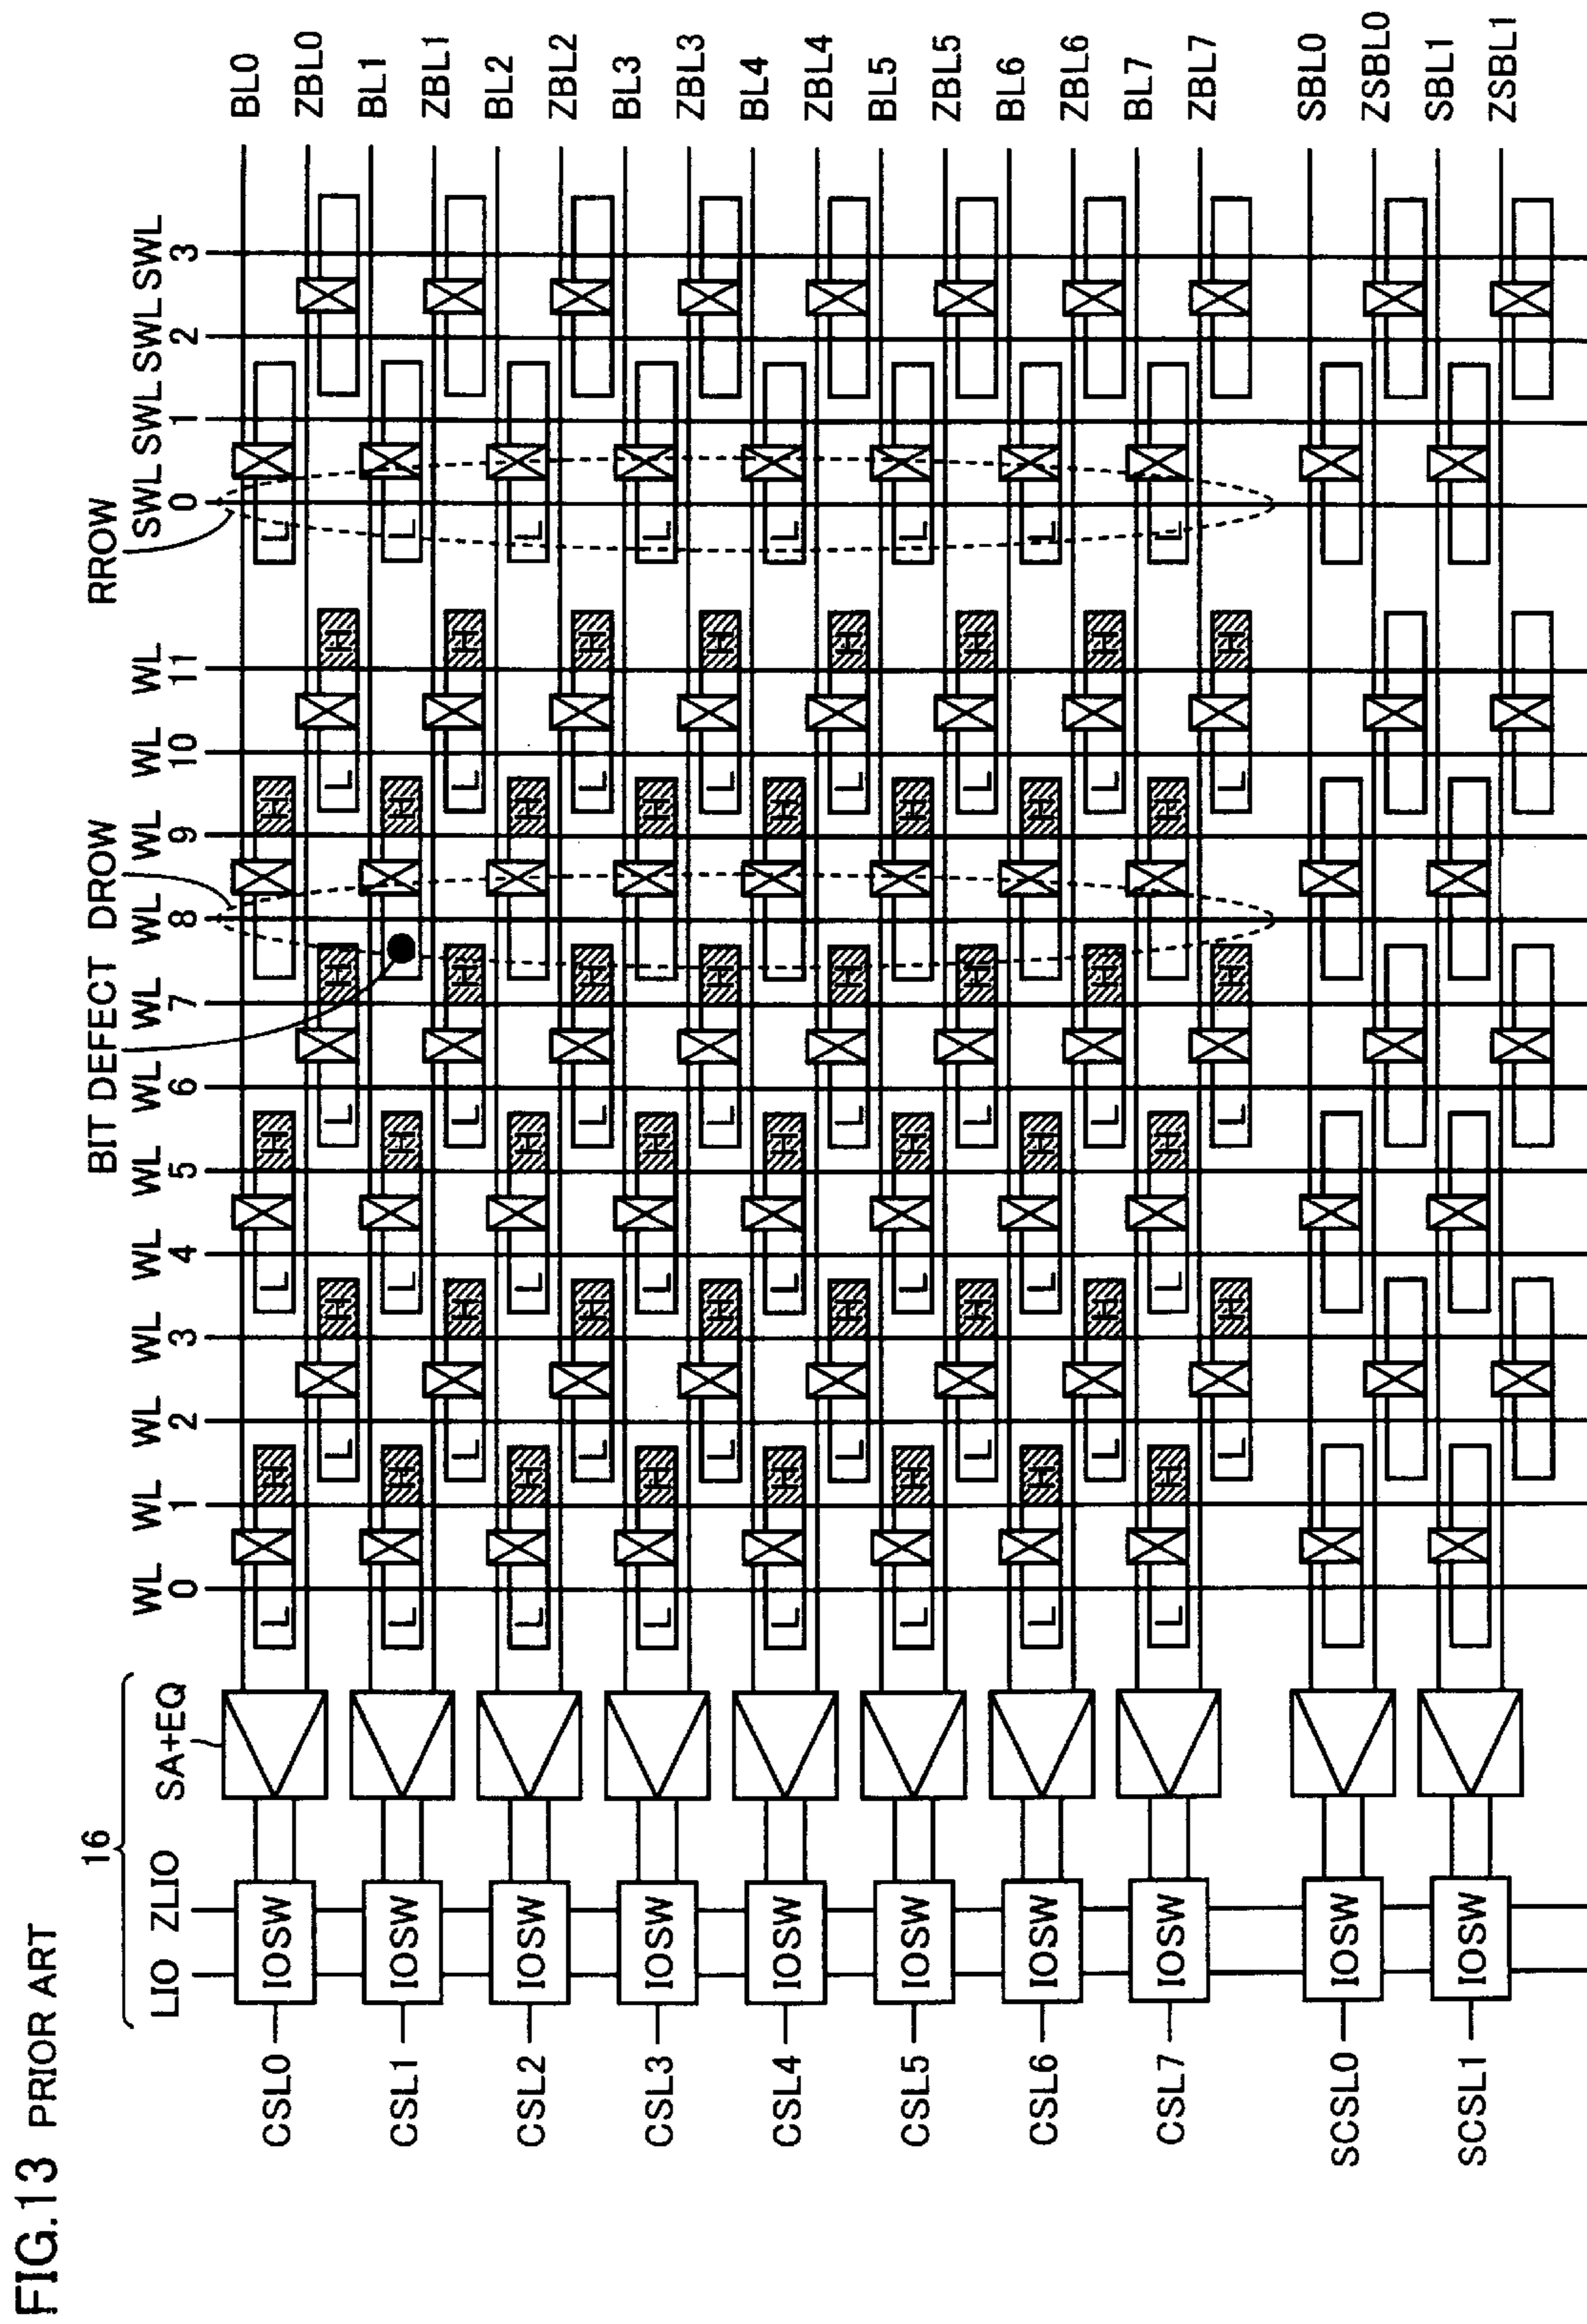 FIG.13 PRIOR ART
16
BIT DEFECT DROW
RROW
LIO ZLIO SA+EQ
WL WL WL WL WL WL WL WL WL WL WL WL SWL SWL SWL SWL
0 1 2 3 4 5 6 7 8 9 10 11 0 1 2 3
BL0
CSL0 IOSW L H L H H L
ZBL0
L H L H L H
BL1
CSL1 IOSW L H L H H L
ZBL1
L H L H L H
BL2
CSL2 IOSW L H L H H L
ZBL2
L H L H L H
BL3
CSL3 IOSW L H L H H L
ZBL3
L H L H L H
BL4
CSL4 IOSW L H L H H L
ZBL4
L H L H L H
BL5
CSL5 IOSW L H L H H L
ZBL5
L H L H L H
BL6
CSL6 IOSW L H L H H L
ZBL6
L H L H L H
BL7
CSL7 IOSW L H L H H L
ZBL7
L H L H L H
SBL0
SCSL0 IOSW
ZSBL0
SBL1
SCSL1 IOSW
ZSBL1